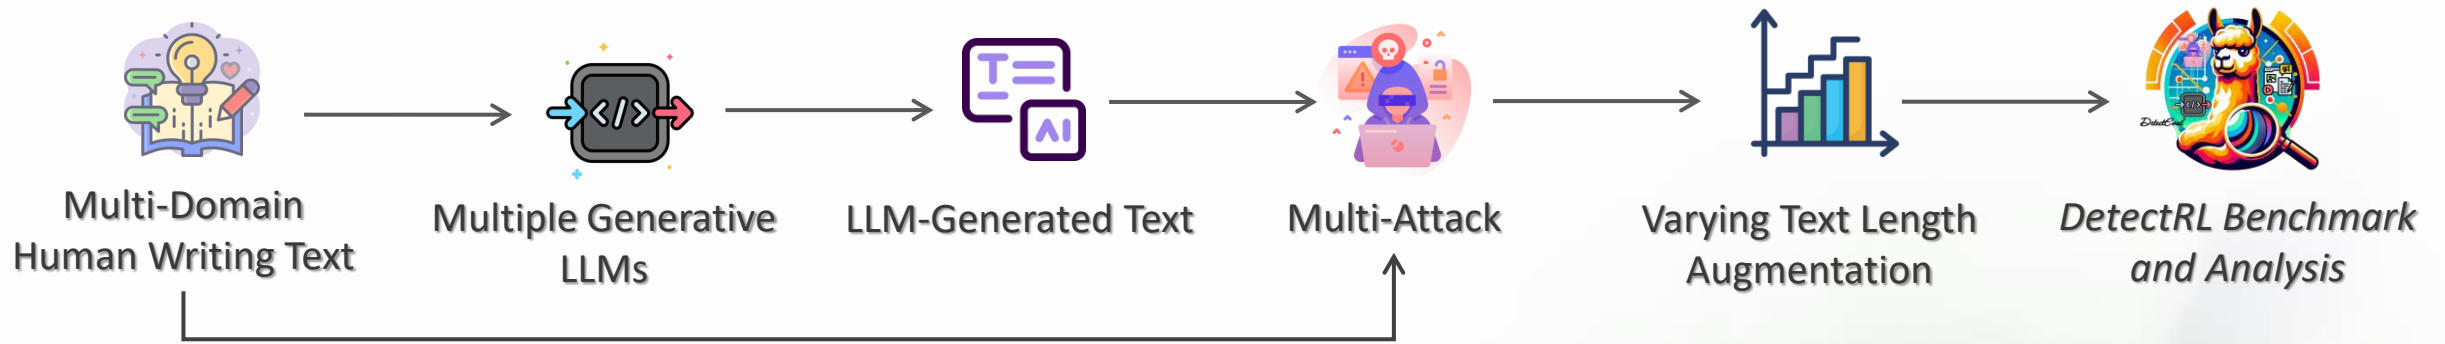 Multi-Domain
Human Writing Text
Multiple Generative
LLMs
T
AI
LLM-Generated Text
Multi-Attack
Varying Text Length
Augmentation
DetectRL Benchmark
and Analysis